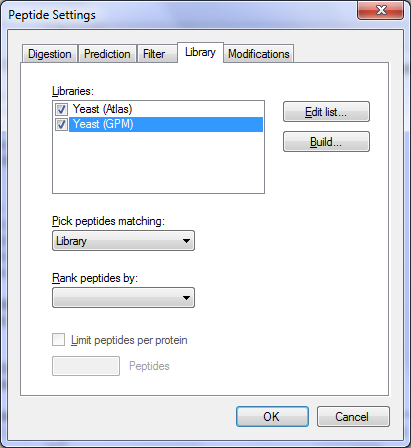 Peptide Settings
Digestion Prediction Filter Library Modifications
Libraries:
Yeast (Atlas)
Yeast (GPM)
Edit list...
Build...
Pick peptides matching:
Library
Rank peptides by:
Limit peptides per protein
Peptides
OK Cancel